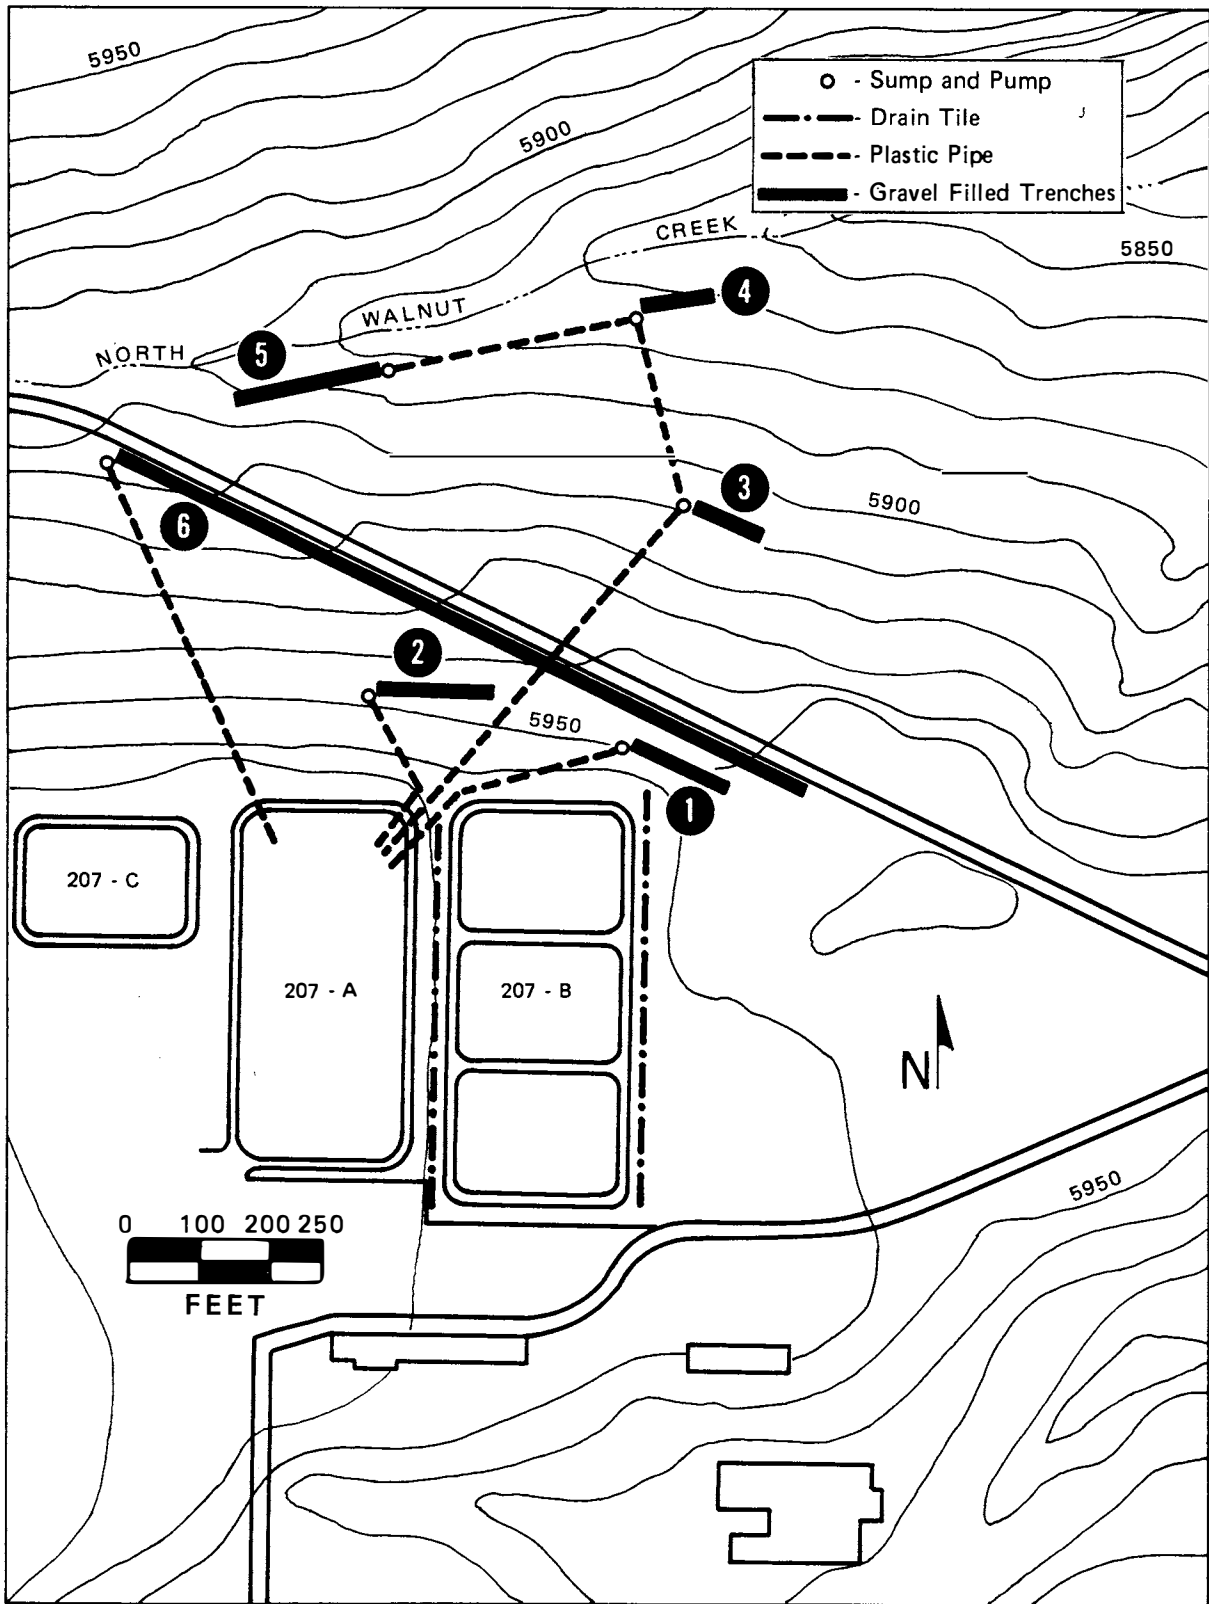 5950
- Sump and Pump
- Drain Tile
- Plastic Pipe
- Gravel Filled Trenches
5900
CREEK
5850
4
WALNUT
NORTH
5
3
5900
6
2
5950
1
207 - C
207 - A
207 - B
N
5950
0 100 200 250
FEET